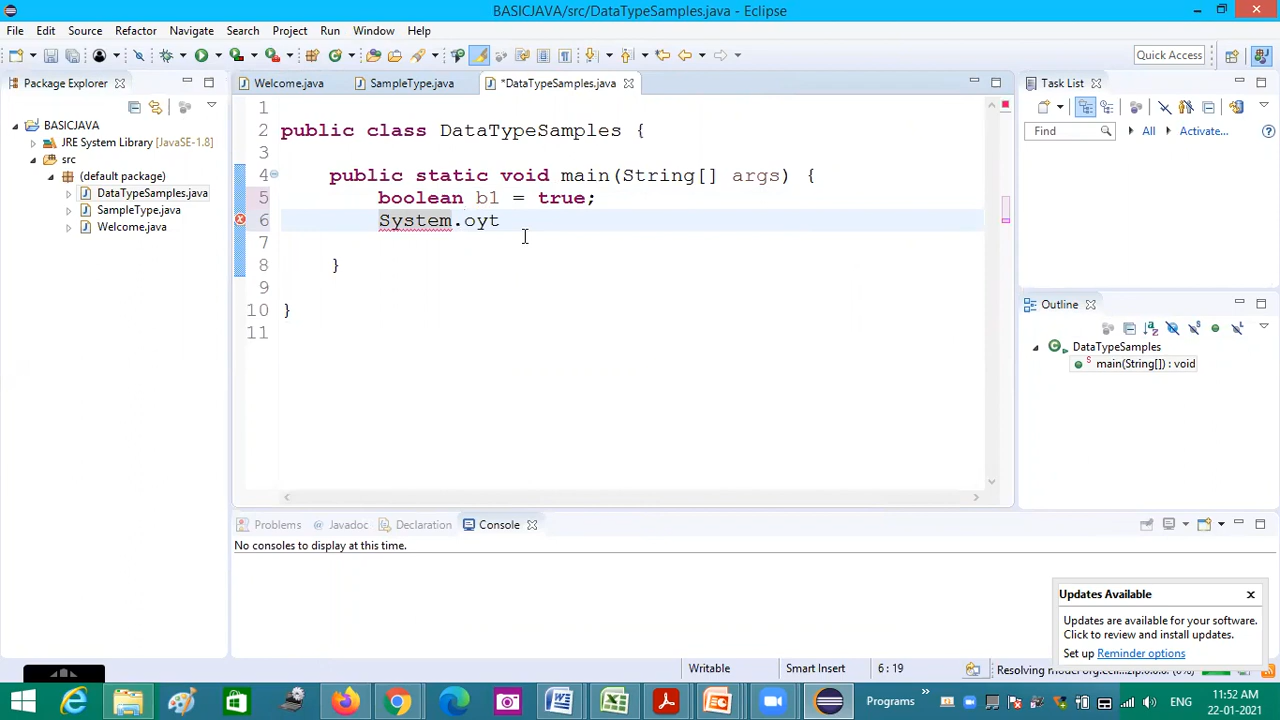 BASICJAVA/src/DataTypeSamples.java - Eclipse
File Edit Source Refactor Navigate Search Project Run Window Help
Quick Access
Package Explorer
Welcome.java
SampleType.java
*DataTypeSamples.java
Task List
BASICJAVA
JRE System Library [JavaSE-1.8]
src
(default package)
DataTypeSamples.java
SampleType.java
Welcome.java
1
2 public class DataTypeSamples {
3
4 public static void main(String[] args) {
5 boolean b1 = true;
6 System.oyt
7
8 }
9
10 }
11
Find All Activate...
Outline
DataTypeSamples
main(String[]) : void
Problems Javadoc Declaration Console
No consoles to display at this time.
Updates Available
Updates are available for your software.
Click to review and install updates.
Set up Reminder options
Writable Smart Insert 6 : 19
Programs
ENG
11:52 AM
22-01-2021